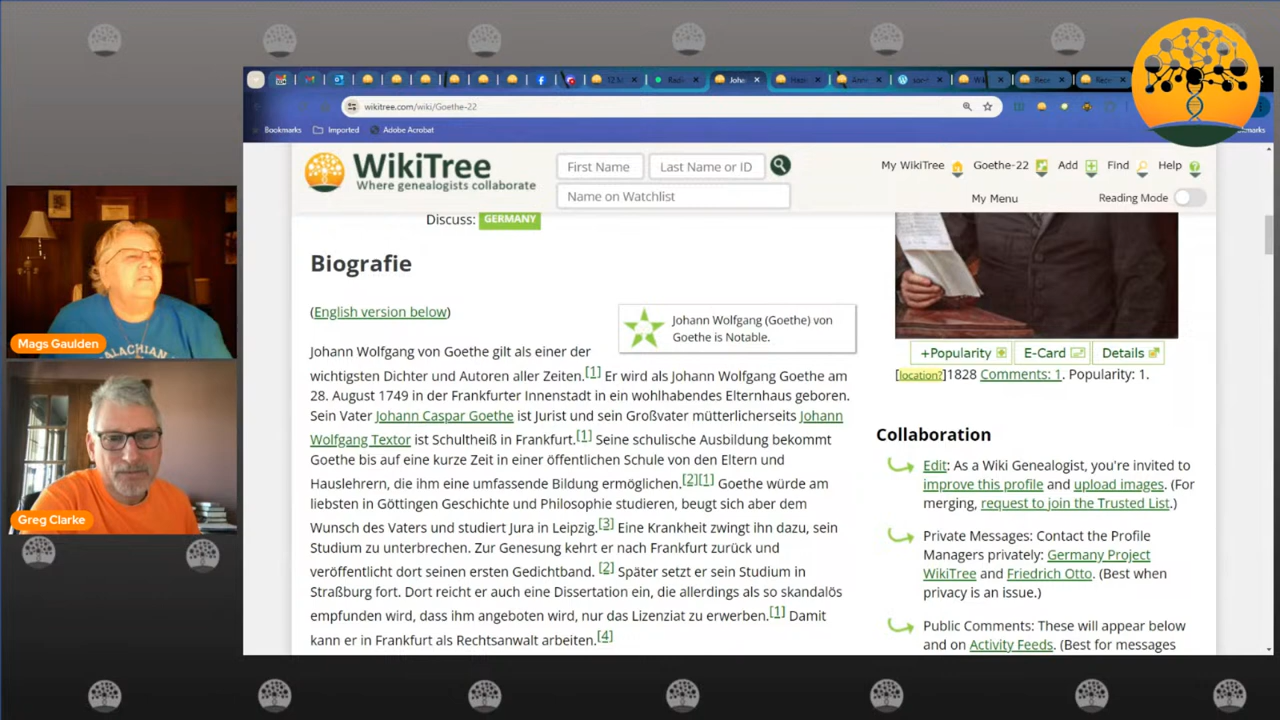 12
Joha
wikitree.com/wiki/Goethe-22
Bookmarks
Imported
Adobe Acrobat
WikiTree
Where genealogists collaborate
First Name
Last Name or ID
Name on Watchlist
My WikiTree
Goethe-22
Add
Find
Help
My Menu
Reading Mode
Discuss: GERMANY
Biografie
(English version below)
Johann Wolfgang (Goethe) von
Goethe is Notable.
Johann Wolfgang von Goethe gilt als einer der
wichtigsten Dichter und Autoren aller Zeiten.[1] Er wird als Johann Wolfgang Goethe am
28. August 1749 in der Frankfurter Innenstadt in ein wohlhabendes Elternhaus geboren.
Sein Vater Johann Caspar Goethe ist Jurist und sein Großvater mütterlicherseits Johann
Wolfgang Textor ist Schultheiß in Frankfurt.[1] Seine schulische Ausbildung bekommt
Goethe bis auf eine kurze Zeit in einer öffentlichen Schule von den Eltern und
Hauslehrern, die ihm eine umfassende Bildung ermöglichen.[2][1] Goethe würde am
liebsten in Göttingen Geschichte und Philosophie studieren, beugt sich aber dem
Wunsch des Vaters und studiert Jura in Leipzig.[3] Eine Krankheit zwingt ihn dazu, sein
Studium zu unterbrechen. Zur Genesung kehrt er nach Frankfurt zurück und
veröffentlicht dort seinen ersten Gedichtband. [2] Später setzt er sein Studium in
Straßburg fort. Dort reicht er auch eine Dissertation ein, die allerdings als so skandalös
empfunden wird, dass ihm angeboten wird, nur das Lizenziat zu erwerben.[1] Damit
kann er in Frankfurt als Rechtsanwalt arbeiten.[4]
+Popularity
E-Card
Details
[location?]1828 Comments: 1. Popularity: 1.
Collaboration
Edit: As a Wiki Genealogist, you're invited to
improve this profile and upload images. (For
merging, request to join the Trusted List.)
Private Messages: Contact the Profile
Managers privately: Germany Project
WikiTree and Friedrich Otto. (Best when
privacy is an issue.)
Public Comments: These will appear below
and on Activity Feeds. (Best for messages
Mags Gaulden
Greg Clarke